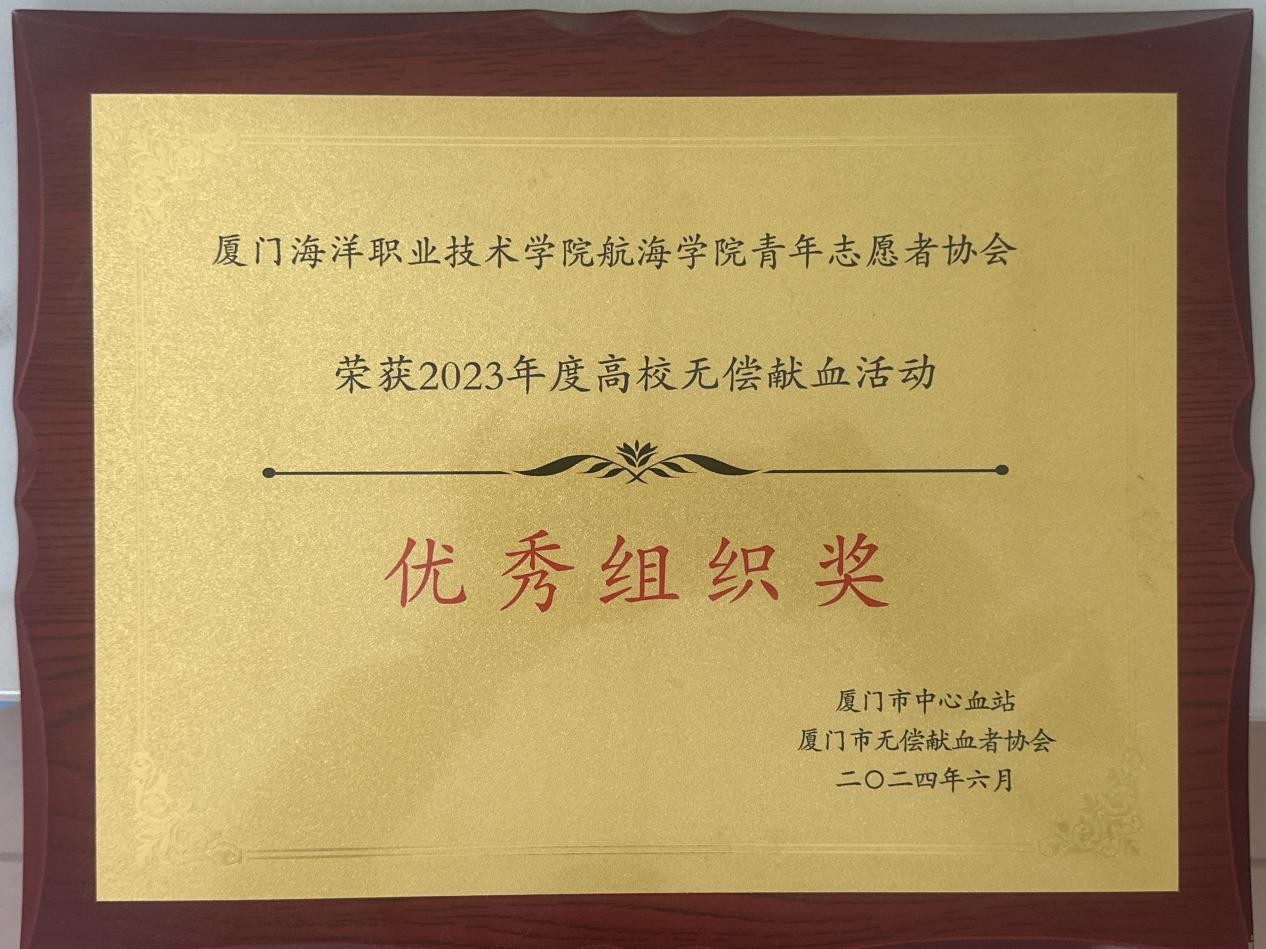 厦门海洋职业技术学院航海学院青年志愿者协会
荣获2023年度高校无偿献血活动
优秀组织奖
厦门市中心血站
厦门市无偿献血者协会
二〇二四年六月